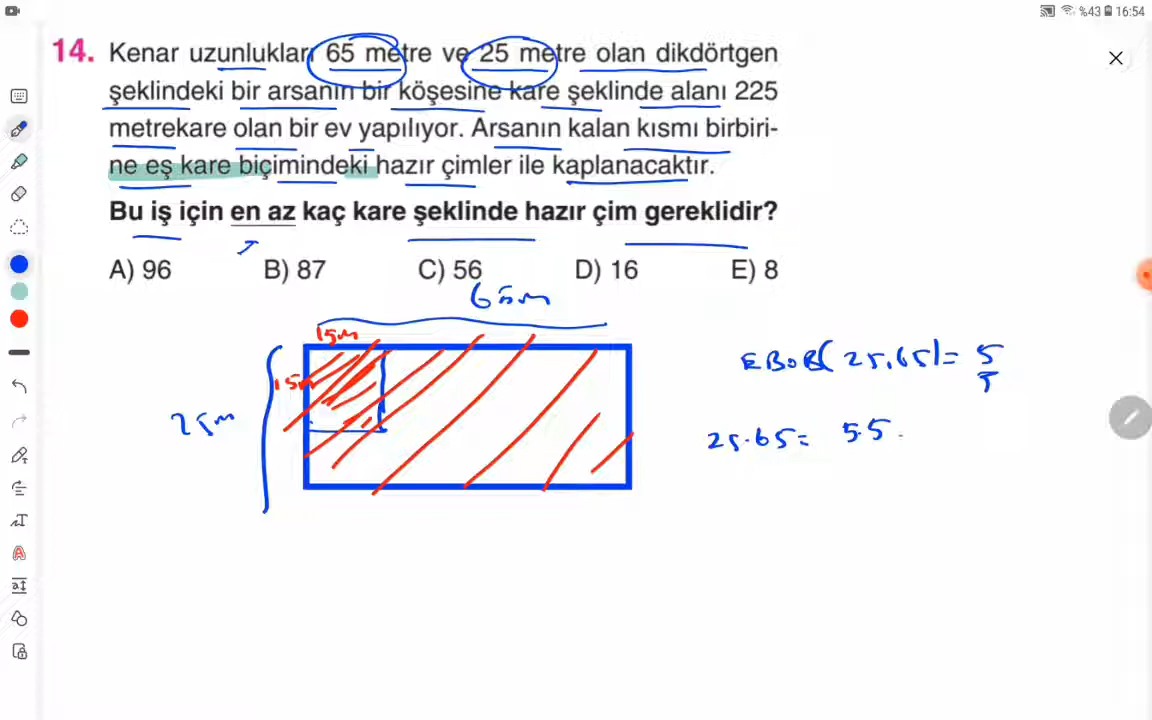 %43 16:54
14. Kenar uzunlukları 65 metre ve 25 metre olan dikdörtgen
şeklindeki bir arsanın bir köşesine kare şeklinde alanı 225
metrekare olan bir ev yapılıyor. Arsanın kalan kısmı birbiri-
ne eş kare biçimindeki hazır çimler ile kaplanacaktır.
Bu iş için en az kaç kare şeklinde hazır çim gereklidir?
A) 96 B) 87 C) 56 D) 16 E) 8
65m
15m
15m
25m
EBOB(25,65)= 5
25.65= 5.5.